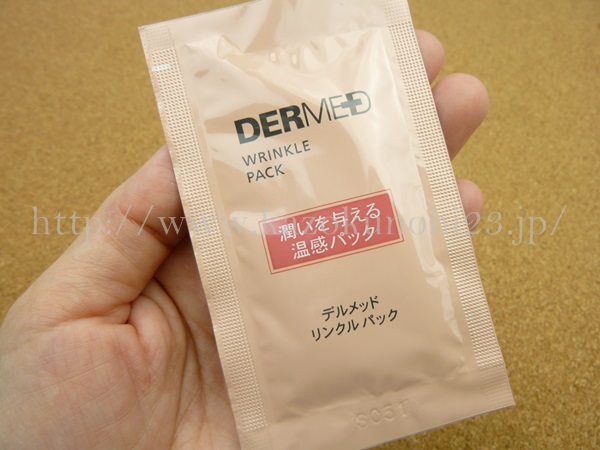 DERMED
WRINKLE
PACK
潤いを与える
温感パック
デルメッド
リンクル パック